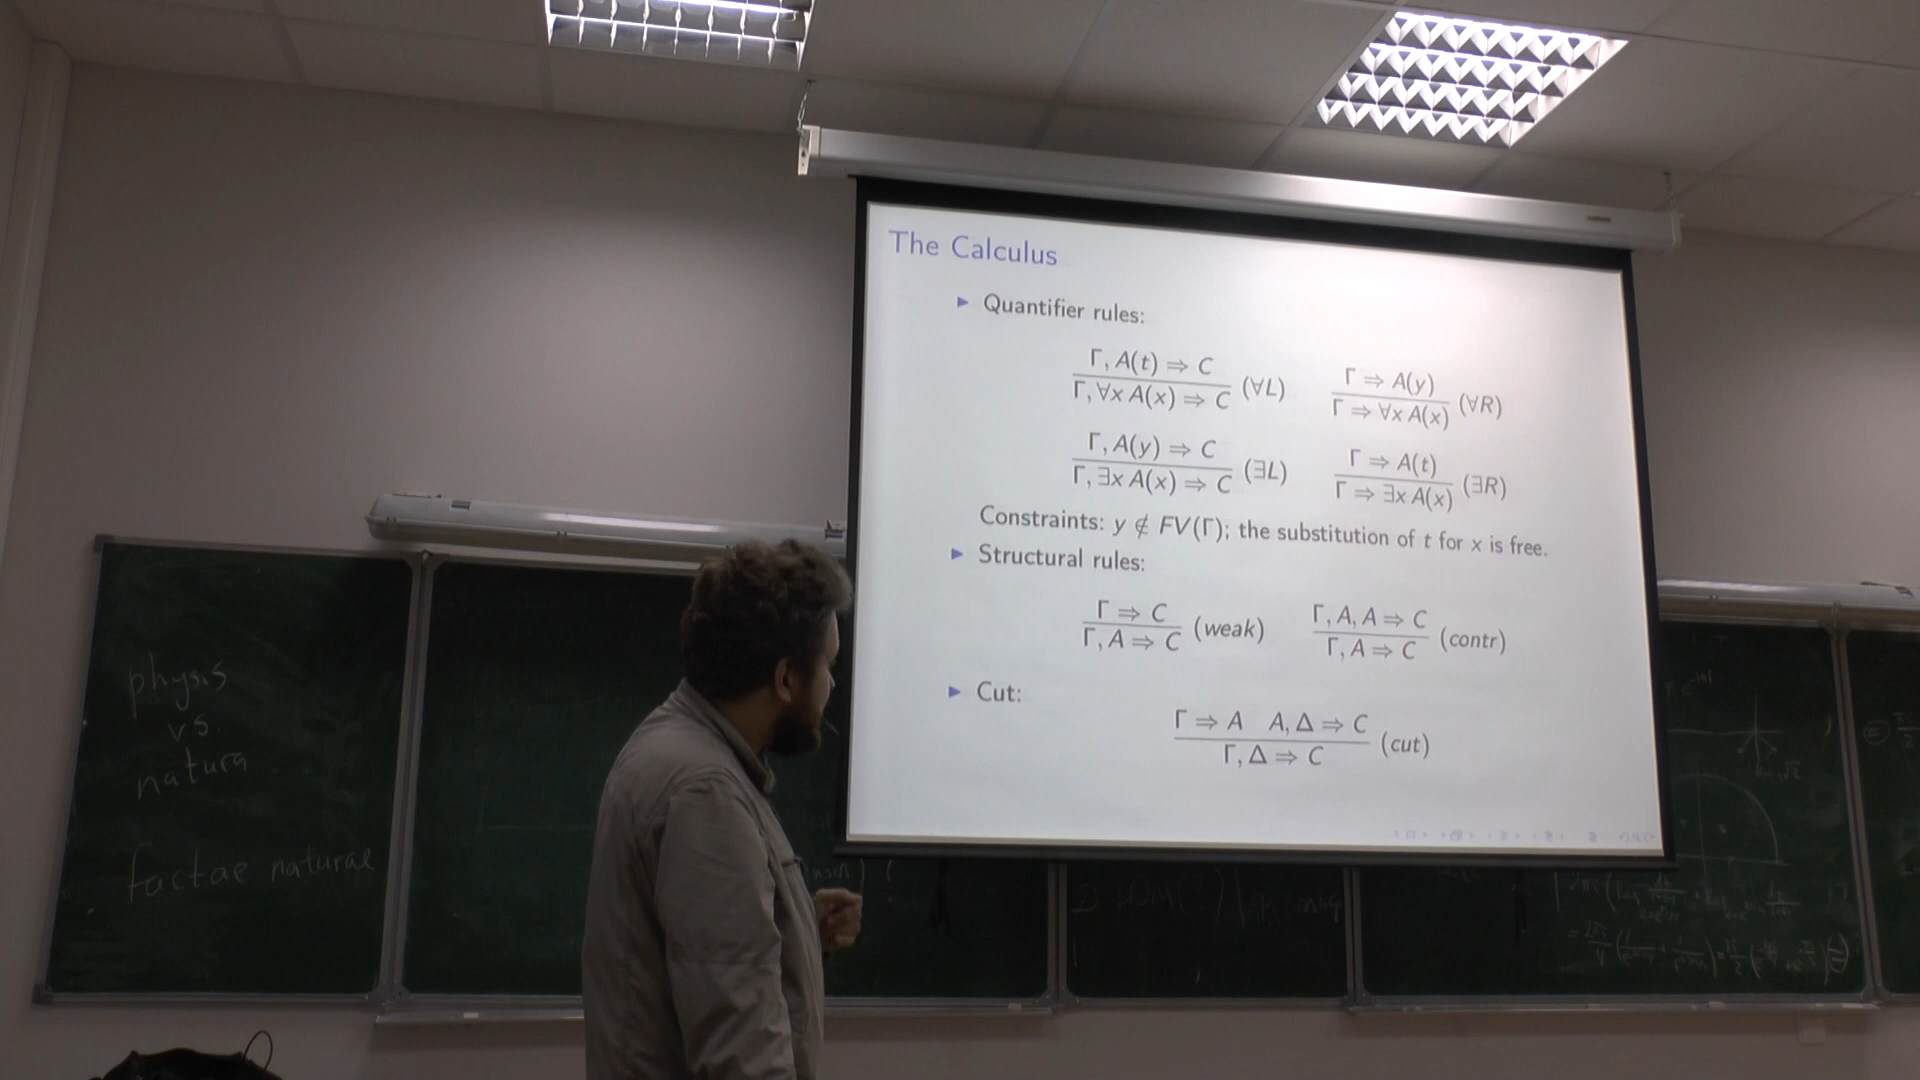 The Calculus
▶ Quantifier rules:
Γ, A(t) ⇒ C
Γ, ∀x A(x) ⇒ C (∀L)
Γ ⇒ A(y)
Γ ⇒ ∀x A(x) (∀R)
Γ, A(y) ⇒ C
Γ, ∃x A(x) ⇒ C (∃L)
Γ ⇒ A(t)
Γ ⇒ ∃x A(x) (∃R)
Constraints: y ∉ FV(Γ); the substitution of t for x is free.
▶ Structural rules:
Γ ⇒ C
Γ, A ⇒ C (weak)
Γ, A, A ⇒ C
Γ, A ⇒ C (contr)
▶ Cut:
Γ ⇒ A A, Δ ⇒ C
Γ, Δ ⇒ C (cut)
physis
vs.
natura
factae naturae